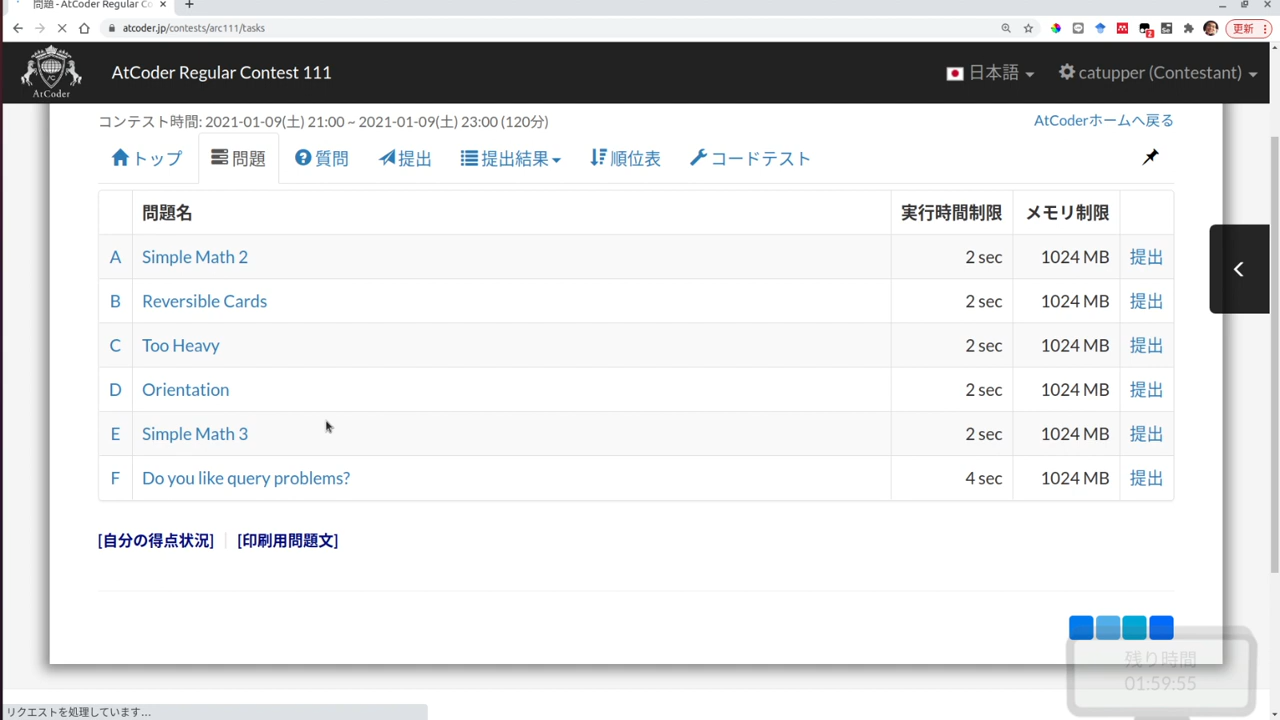 問題 - AtCoder Regular Co
atcoder.jp/contests/arc111/tasks
2
更新
AtCoder
AtCoder Regular Contest 111
日本語
catupper (Contestant)
コンテスト時間: 2021-01-09(土) 21:00 ~ 2021-01-09(土) 23:00 (120分)
AtCoderホームへ戻る
トップ
問題
質問
提出
提出結果
順位表
コードテスト
問題名
実行時間制限
メモリ制限
A Simple Math 2 2 sec 1024 MB 提出
B Reversible Cards 2 sec 1024 MB 提出
C Too Heavy 2 sec 1024 MB 提出
D Orientation 2 sec 1024 MB 提出
E Simple Math 3 2 sec 1024 MB 提出
F Do you like query problems? 4 sec 1024 MB 提出
[自分の得点状況] | [印刷用問題文]
残り時間
01:59:55
リクエストを処理しています...